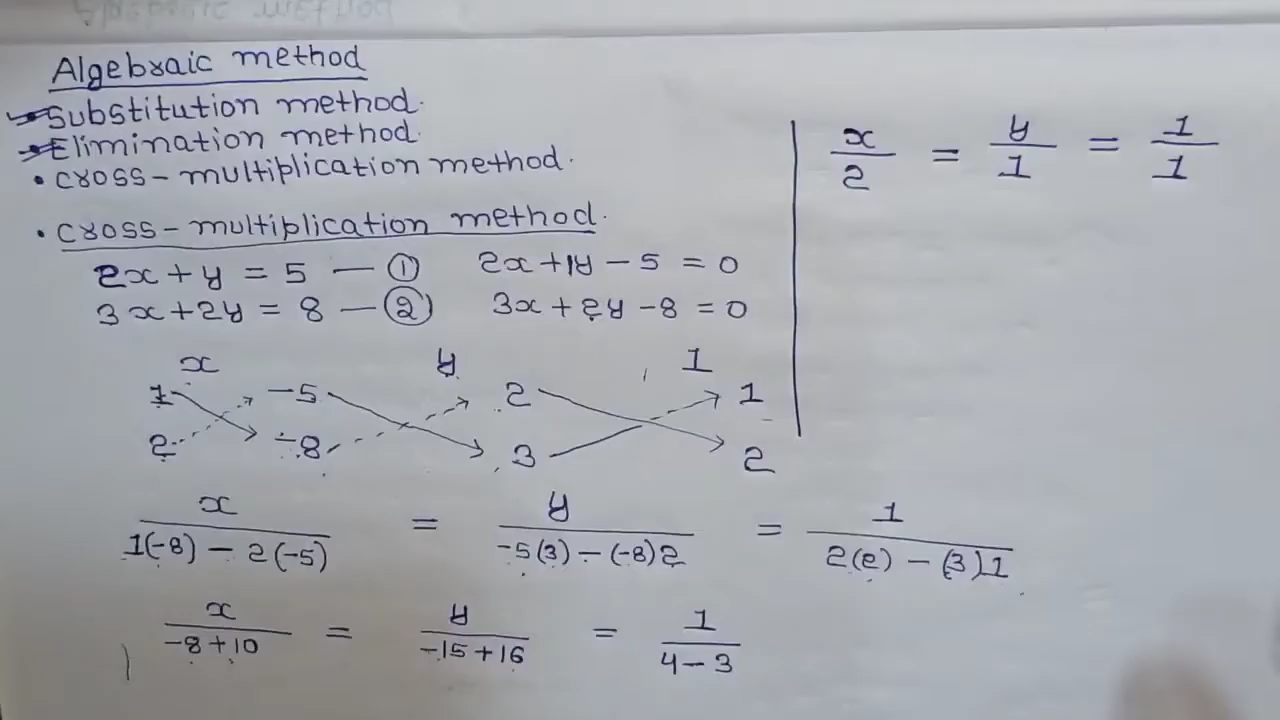 Algebraic method
Substitution method.
Elimination method.
• Cross-multiplication method.
• Cross-multiplication method.
2x + y = 5 — ① 2x + 1y - 5 = 0
3x + 2y = 8 — ② 3x + 2y - 8 = 0
x y 1
1 -5 2 1
2 -8 3 2
x/1(-8) - 2(-5) = y/-5(3) - (-8)2 = 1/2(2) - (3)1
x/-8+10 = y/-15+16 = 1/4-3
x/2 = y/1 = 1/1